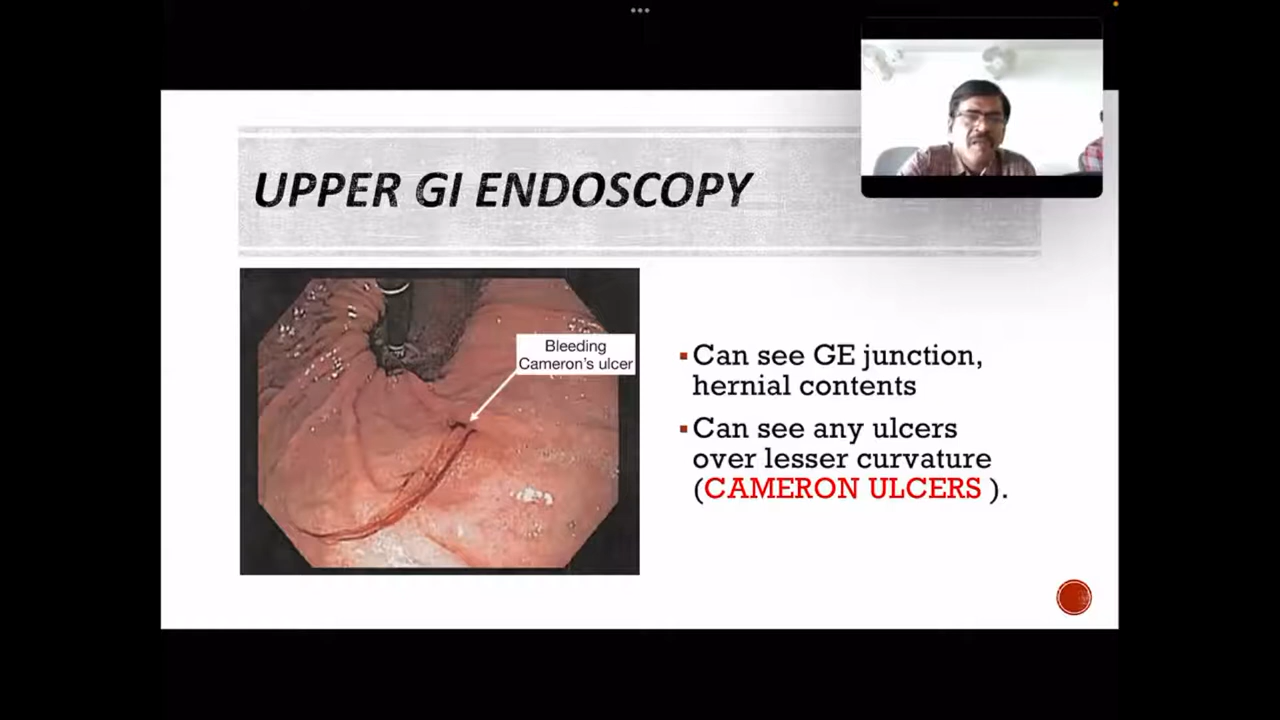 UPPER GI ENDOSCOPY
Bleeding
Cameron's ulcer
▪Can see GE junction,
hernial contents
▪Can see any ulcers
over lesser curvature
(CAMERON ULCERS ).